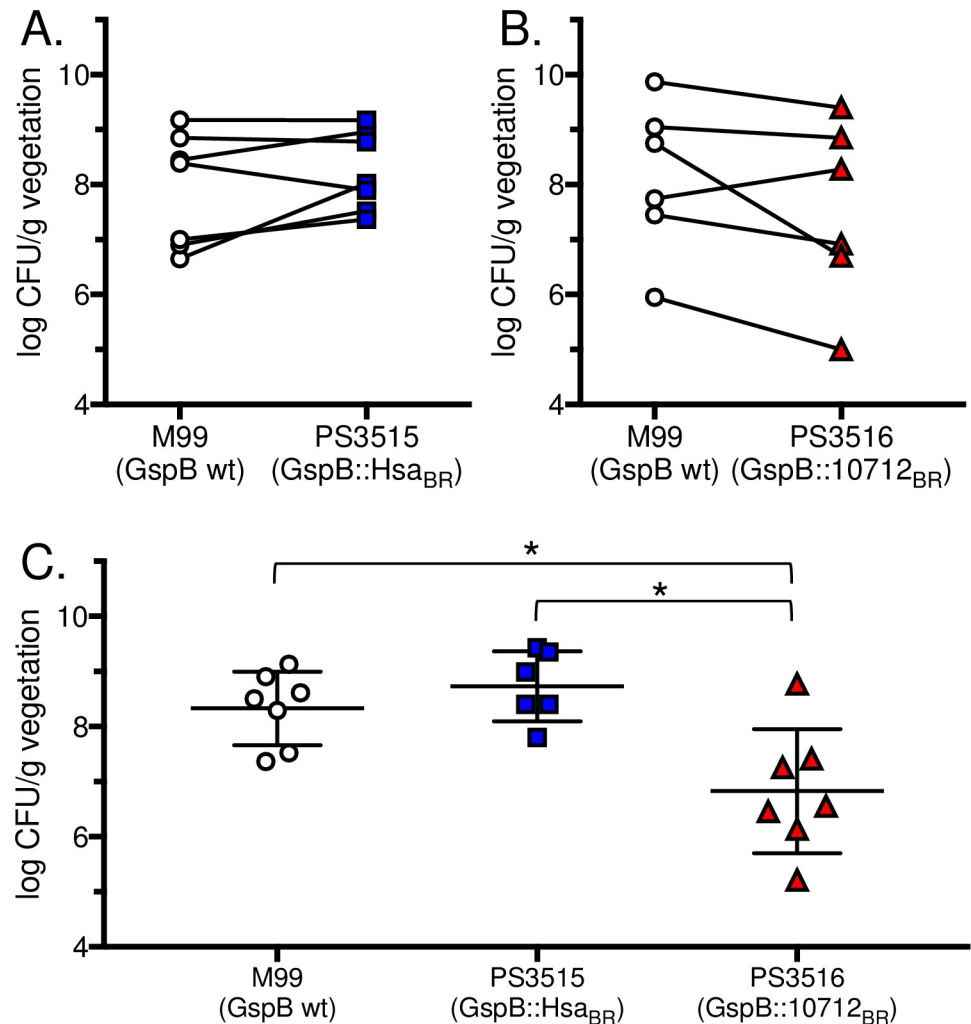 A.
log CFU/g vegetation
10
8
6
4
M99
(GspB wt)
PS3515
(GspB::HsaBR)
B.
log CFU/g vegetation
10
8
6
4
M99
(GspB wt)
PS3516
(GspB::10712BR)
C.
log CFU/g vegetation
10
8
6
4
*
*
M99
(GspB wt)
PS3515
(GspB::HsaBR)
PS3516
(GspB::10712BR)